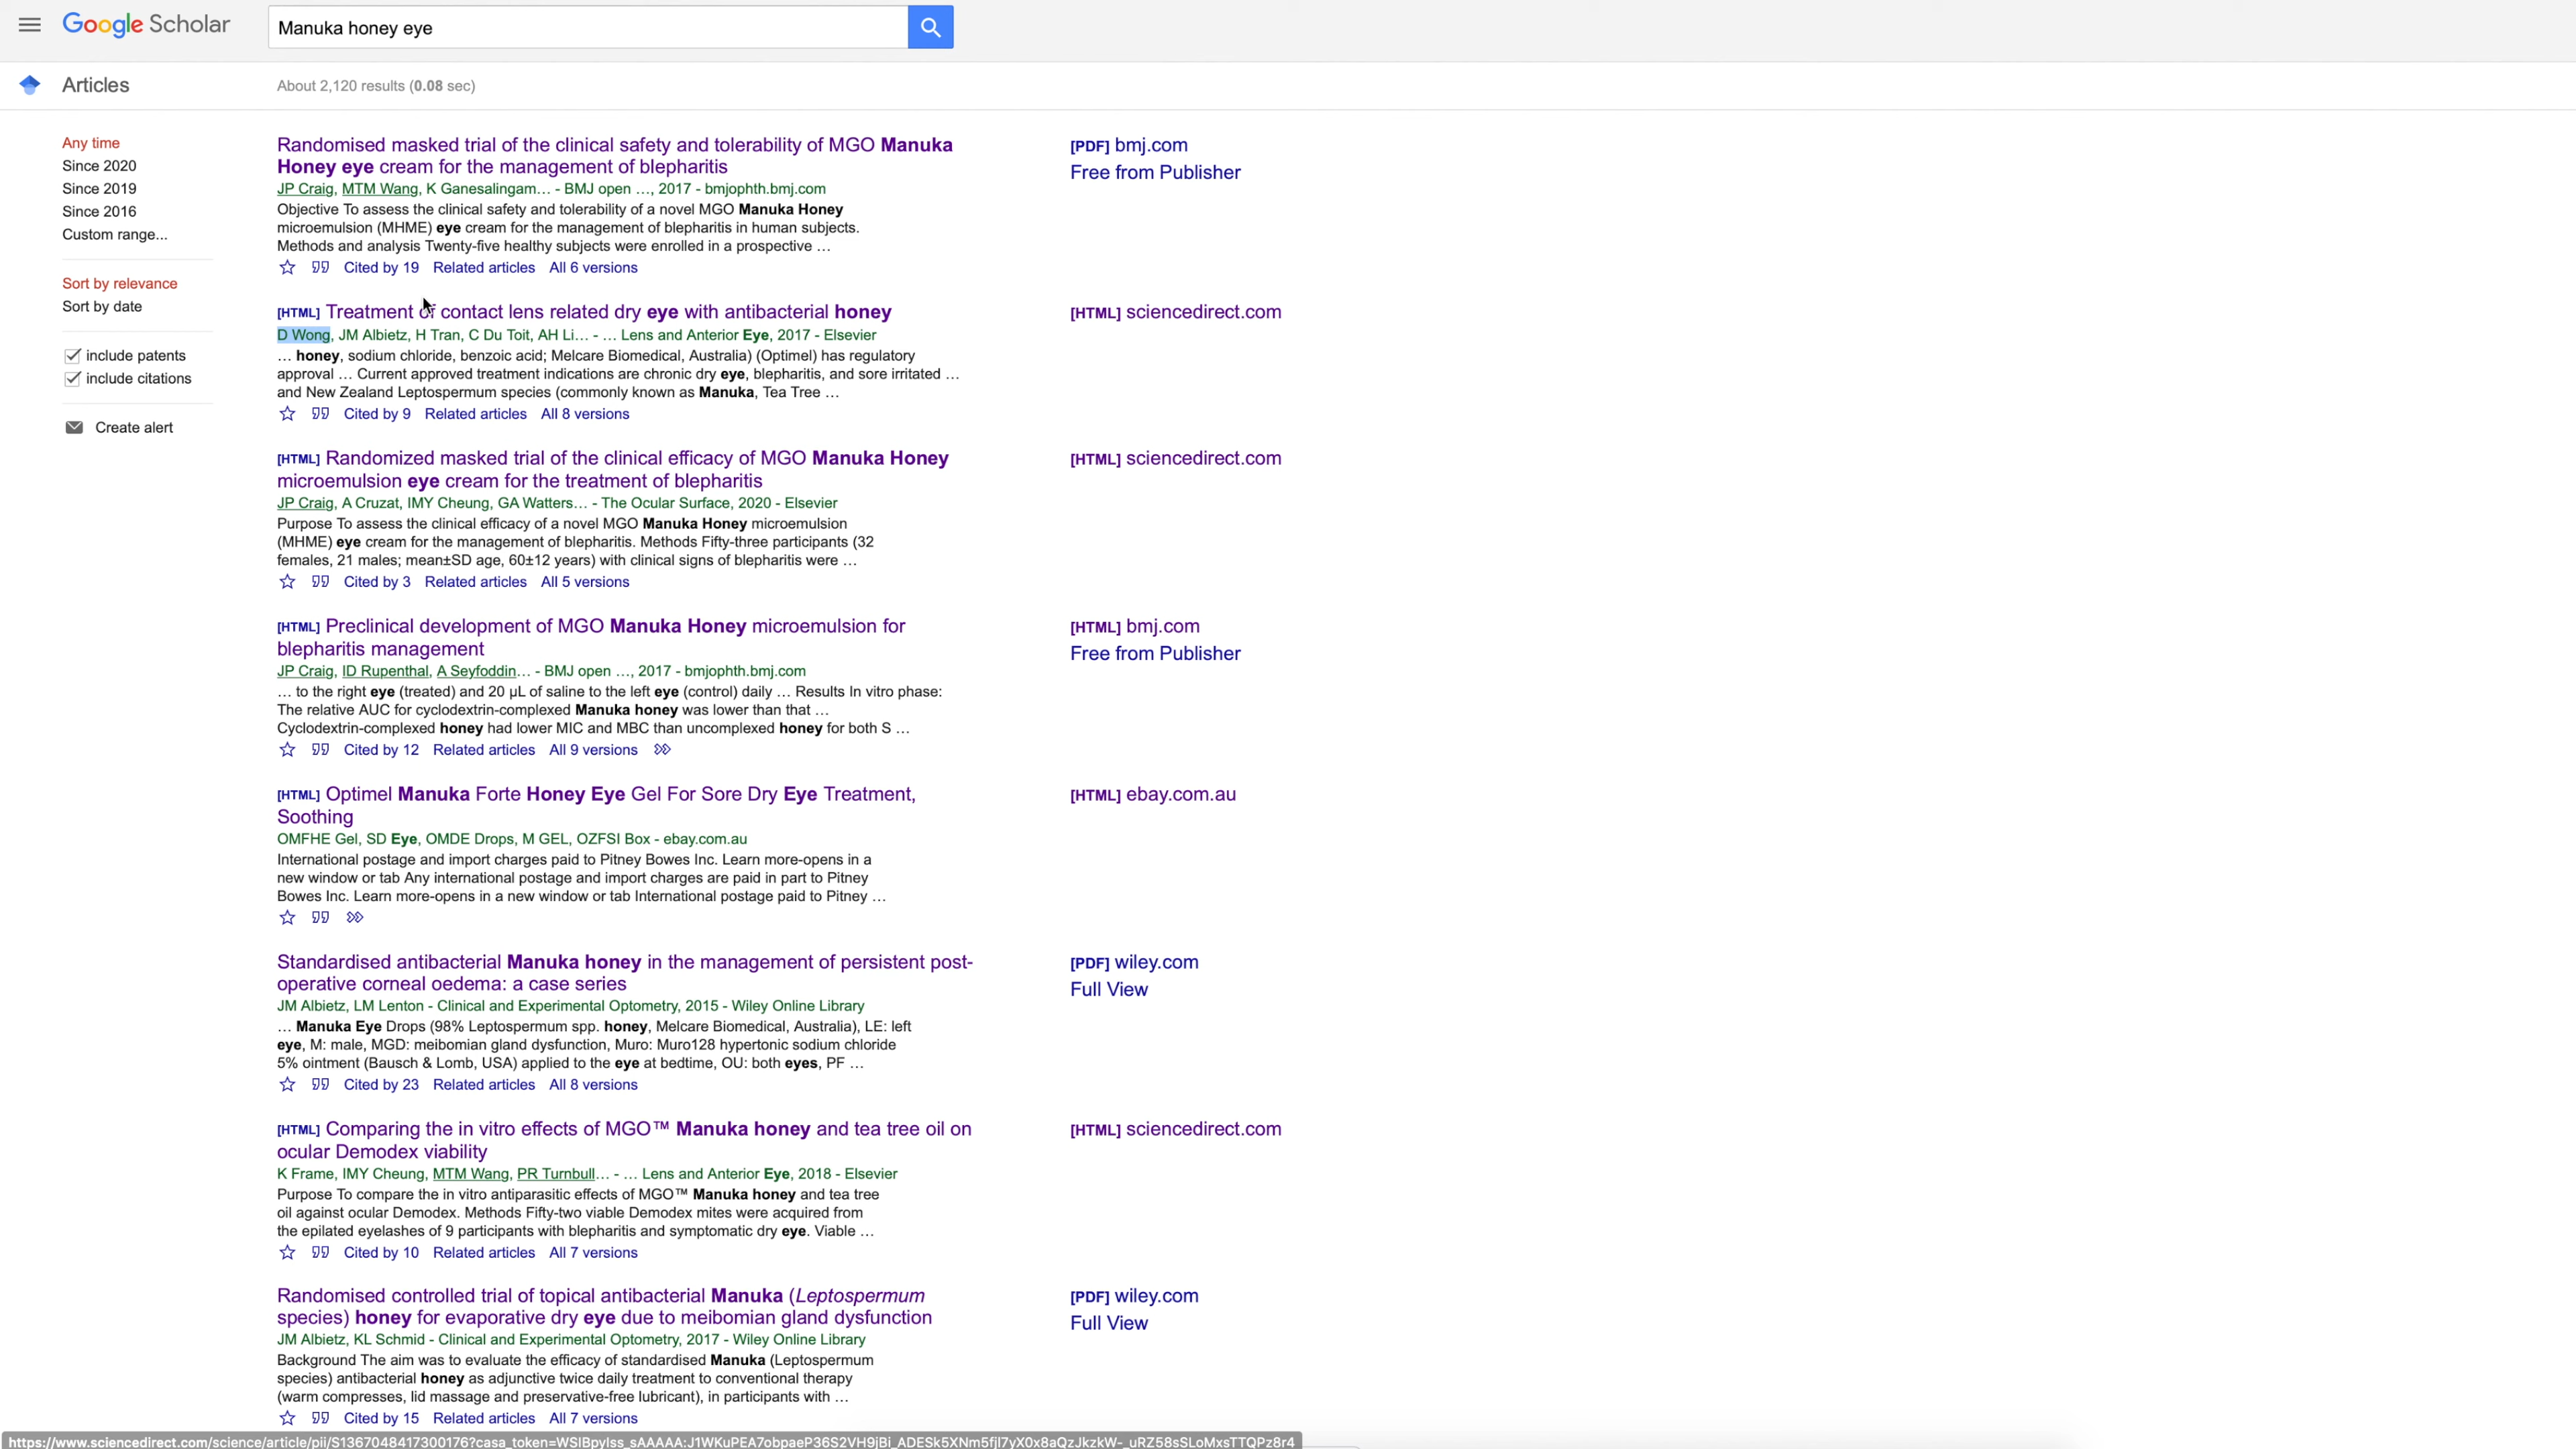 Google Scholar
Manuka honey eye
Articles
About 2,120 results (0.08 sec)
Any time
Since 2020
Since 2019
Since 2016
Custom range...
Sort by relevance
Sort by date
include patents
include citations
Create alert
Randomised masked trial of the clinical safety and tolerability of MGO Manuka
Honey eye cream for the management of blepharitis
JP Craig, MTM Wang, K Ganesalingam… - BMJ open …, 2017 - bmjophth.bmj.com
Objective To assess the clinical safety and tolerability of a novel MGO Manuka Honey
microemulsion (MHME) eye cream for the management of blepharitis in human subjects.
Methods and analysis Twenty-five healthy subjects were enrolled in a prospective …
Cited by 19 Related articles All 6 versions
[PDF] bmj.com
Free from Publisher
[HTML] Treatment of contact lens related dry eye with antibacterial honey
D Wong, JM Albietz, H Tran, C Du Toit, AH Li… - … Lens and Anterior Eye, 2017 - Elsevier
… honey, sodium chloride, benzoic acid; Melcare Biomedical, Australia) (Optimel) has regulatory
approval … Current approved treatment indications are chronic dry eye, blepharitis, and sore irritated …
and New Zealand Leptospermum species (commonly known as Manuka, Tea Tree …
Cited by 9 Related articles All 8 versions
[HTML] sciencedirect.com
[HTML] Randomized masked trial of the clinical efficacy of MGO Manuka Honey
microemulsion eye cream for the treatment of blepharitis
JP Craig, A Cruzat, IMY Cheung, GA Watters… - The Ocular Surface, 2020 - Elsevier
Purpose To assess the clinical efficacy of a novel MGO Manuka Honey microemulsion
(MHME) eye cream for the management of blepharitis. Methods Fifty-three participants (32
females, 21 males; mean±SD age, 60±12 years) with clinical signs of blepharitis were …
Cited by 3 Related articles All 5 versions
[HTML] sciencedirect.com
[HTML] Preclinical development of MGO Manuka Honey microemulsion for
blepharitis management
JP Craig, ID Rupenthal, A Seyfoddin… - BMJ open …, 2017 - bmjophth.bmj.com
… to the right eye (treated) and 20 µL of saline to the left eye (control) daily … Results In vitro phase:
The relative AUC for cyclodextrin-complexed Manuka honey was lower than that …
Cyclodextrin-complexed honey had lower MIC and MBC than uncomplexed honey for both S …
Cited by 12 Related articles All 9 versions
[HTML] bmj.com
Free from Publisher
[HTML] Optimel Manuka Forte Honey Eye Gel For Sore Dry Eye Treatment,
Soothing
OMFHE Gel, SD Eye, OMDE Drops, M GEL, OZFSI Box - ebay.com.au
International postage and import charges paid to Pitney Bowes Inc. Learn more-opens in a
new window or tab Any international postage and import charges are paid in part to Pitney
Bowes Inc. Learn more-opens in a new window or tab International postage paid to Pitney …
[HTML] ebay.com.au
Standardised antibacterial Manuka honey in the management of persistent post-
operative corneal oedema: a case series
JM Albietz, LM Lenton - Clinical and Experimental Optometry, 2015 - Wiley Online Library
… Manuka Eye Drops (98% Leptospermum spp. honey, Melcare Biomedical, Australia), LE: left
eye, M: male, MGD: meibomian gland dysfunction, Muro: Muro128 hypertonic sodium chloride
5% ointment (Bausch & Lomb, USA) applied to the eye at bedtime, OU: both eyes, PF …
Cited by 23 Related articles All 8 versions
[PDF] wiley.com
Full View
[HTML] Comparing the in vitro effects of MGO™ Manuka honey and tea tree oil on
ocular Demodex viability
K Frame, IMY Cheung, MTM Wang, PR Turnbull… - … Lens and Anterior Eye, 2018 - Elsevier
Purpose To compare the in vitro antiparasitic effects of MGO™ Manuka honey and tea tree
oil against ocular Demodex. Methods Fifty-two viable Demodex mites were acquired from
the epilated eyelashes of 9 participants with blepharitis and symptomatic dry eye. Viable …
Cited by 10 Related articles All 7 versions
[HTML] sciencedirect.com
Randomised controlled trial of topical antibacterial Manuka (Leptospermum
species) honey for evaporative dry eye due to meibomian gland dysfunction
JM Albietz, KL Schmid - Clinical and Experimental Optometry, 2017 - Wiley Online Library
Background The aim was to evaluate the efficacy of standardised Manuka (Leptospermum
species) antibacterial honey as adjunctive twice daily treatment to conventional therapy
(warm compresses, lid massage and preservative-free lubricant), in participants with …
Cited by 15 Related articles All 7 versions
[PDF] wiley.com
Full View